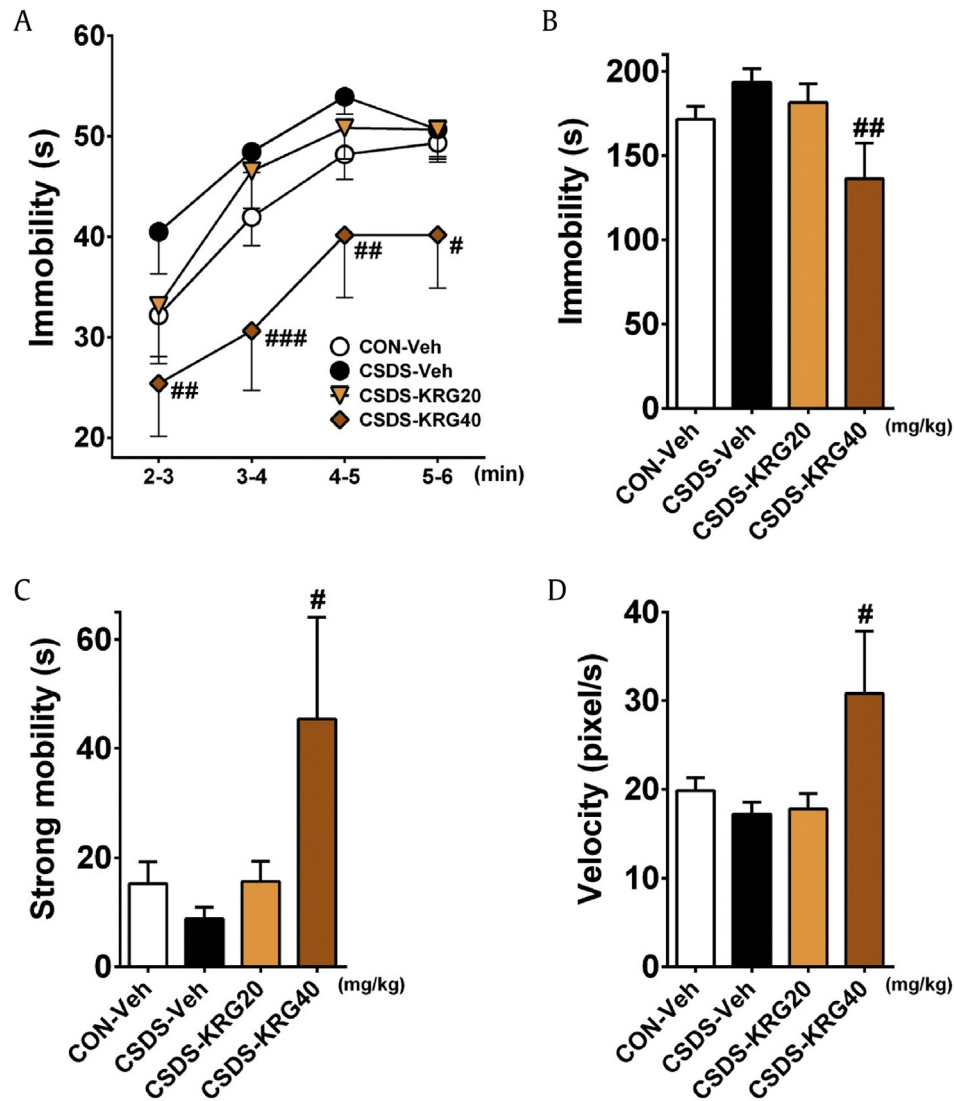 A
Immobility (s)
60
50
40
30
20
##
###
##
#
CON-Veh
CSDS-Veh
CSDS-KRG20
CSDS-KRG40
2-3
3-4
4-5
5-6
(min)
B
Immobility (s)
200
150
100
50
0
##
CON-Veh
CSDS-Veh
CSDS-KRG20
CSDS-KRG40
(mg/kg)
C
Strong mobility (s)
60
40
20
0
#
CON-Veh
CSDS-Veh
CSDS-KRG20
CSDS-KRG40
(mg/kg)
D
Velocity (pixel/s)
40
30
20
10
0
#
CON-Veh
CSDS-Veh
CSDS-KRG20
CSDS-KRG40
(mg/kg)